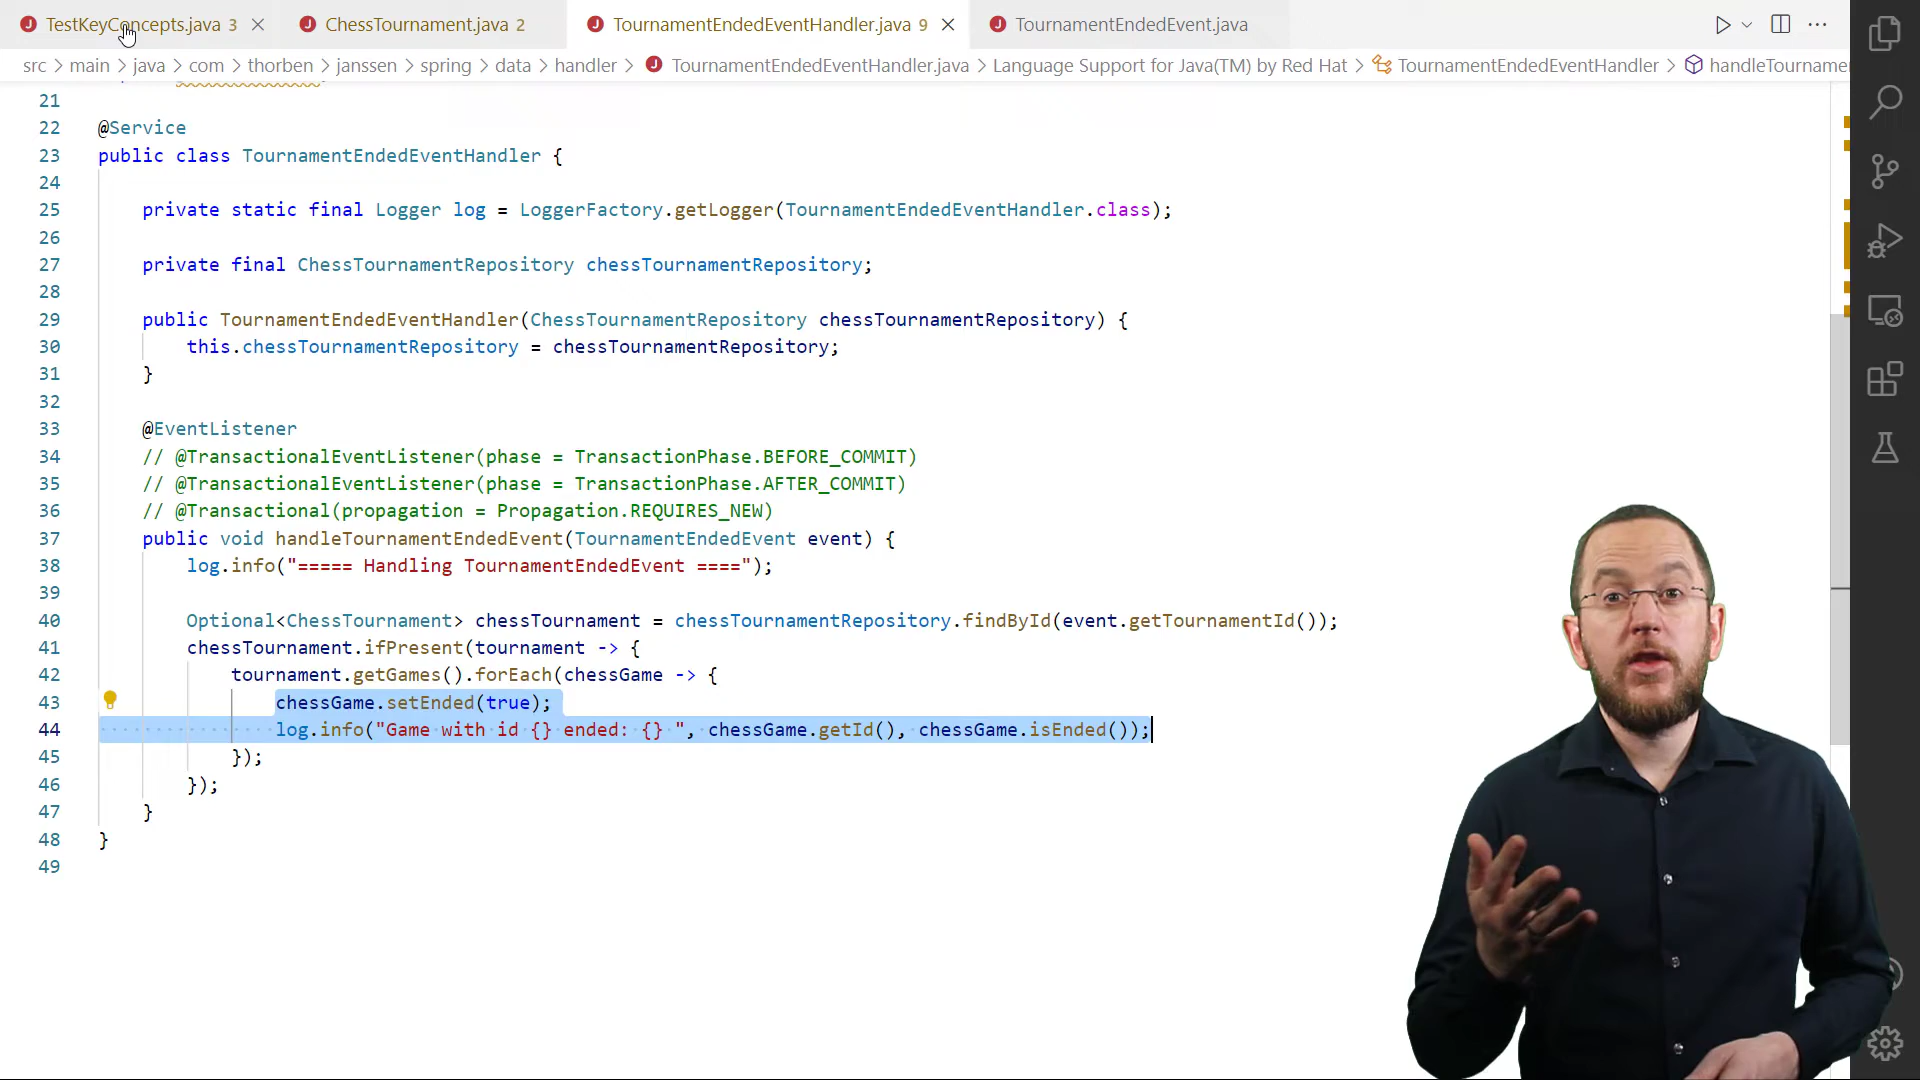 TestKeyConcepts.java 3
ChessTournament.java 2
TournamentEndedEventHandler.java 9
TournamentEndedEvent.java
src > main > java > com > thorben > janssen > spring > data > handler > TournamentEndedEventHandler.java > Language Support for Java(TM) by Red Hat > TournamentEndedEventHandler > handleTourname
21
22 @Service
23 public class TournamentEndedEventHandler {
24
25 private static final Logger log = LoggerFactory.getLogger(TournamentEndedEventHandler.class);
26
27 private final ChessTournamentRepository chessTournamentRepository;
28
29 public TournamentEndedEventHandler(ChessTournamentRepository chessTournamentRepository) {
30 this.chessTournamentRepository = chessTournamentRepository;
31 }
32
33 @EventListener
34 // @TransactionalEventListener(phase = TransactionPhase.BEFORE_COMMIT)
35 // @TransactionalEventListener(phase = TransactionPhase.AFTER_COMMIT)
36 // @Transactional(propagation = Propagation.REQUIRES_NEW)
37 public void handleTournamentEndedEvent(TournamentEndedEvent event) {
38 log.info("===== Handling TournamentEndedEvent ====");
39
40 Optional<ChessTournament> chessTournament = chessTournamentRepository.findById(event.getTournamentId());
41 chessTournament.ifPresent(tournament -> {
42 tournament.getGames().forEach(chessGame -> {
43 chessGame.setEnded(true);
44 log.info("Game with id {} ended: {} ", chessGame.getId(), chessGame.isEnded());
45 });
46 });
47 }
48 }
49